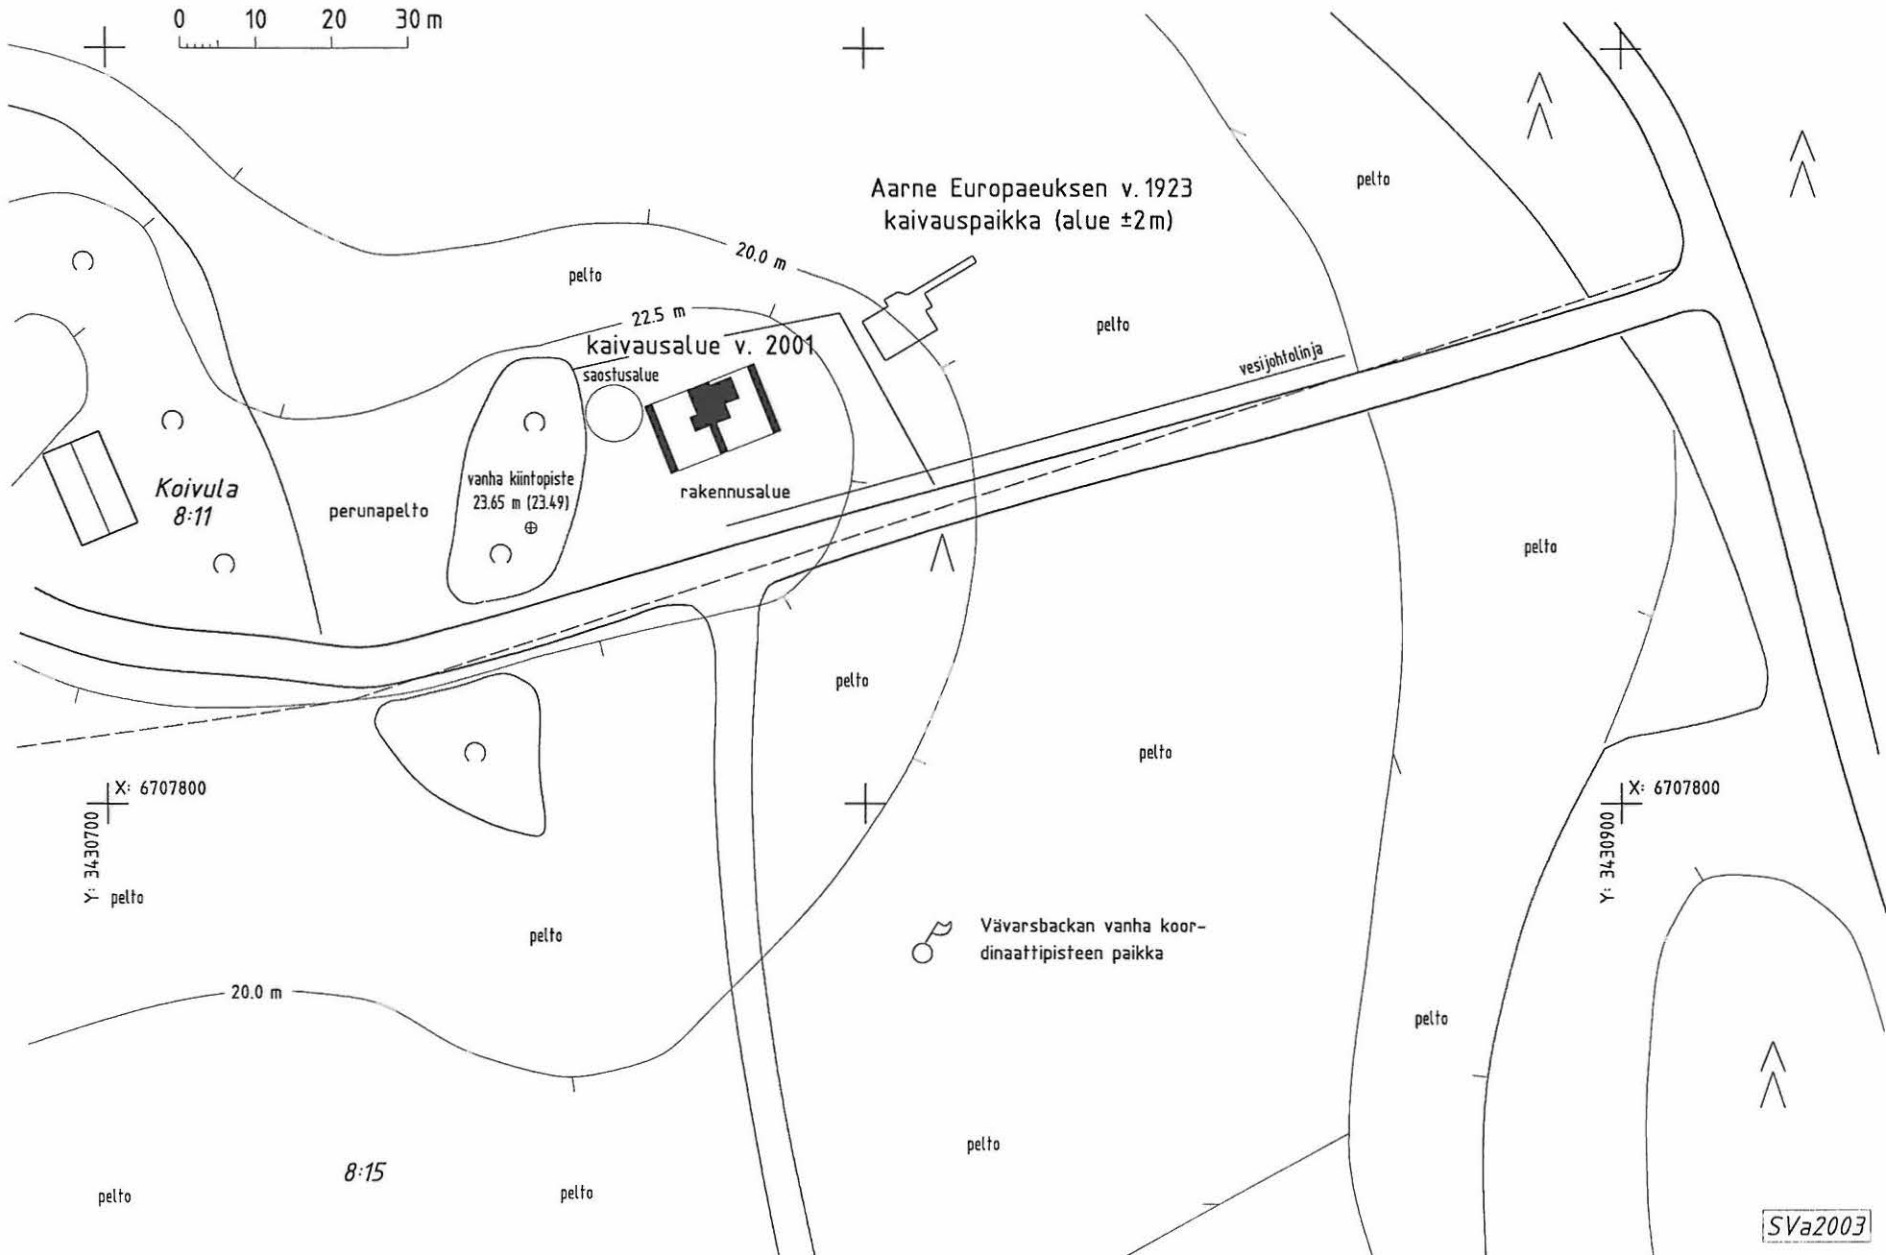 0 10 20 30 m
Aarne Europaeuksen v. 1923
kaivauspaikka (alue ±2 m)
pelto
20.0 m
pelto
pelto
22.5 m
kaivausalue v. 2001
saostusalue
vesijohtolinja
Koivula
8:11
perunapelto
vanha kiintopiste
23.65 m (23.49)
rakennusalue
pelto
pelto
pelto
X: 6707800
Y: 3430700
X: 6707800
Y: 3430900
pelto
pelto
Vävarsbackan vanha koor-
dinaattipisteen paikka
20.0 m
pelto
pelto
8:15
pelto
pelto
SVa2003